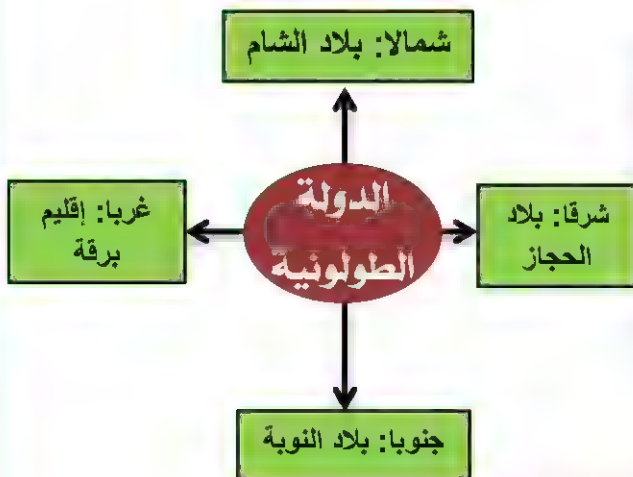 شمالا: بلاد الشام
الدولة
الطولونية
شرقا: بلاد
الحجاز
غربا: إقليم
برقة
جنوبا: بلاد النوبة